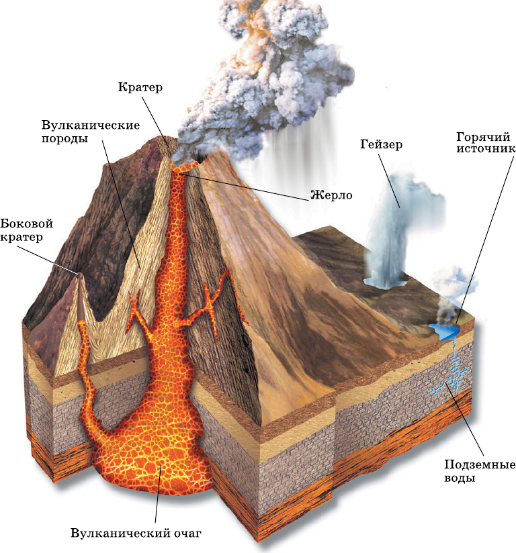 Кратер
Вулканические
породы
Гейзер
Горячий
источник
Жерло
Боковой
кратер
Подземные
воды
Вулканический очаг